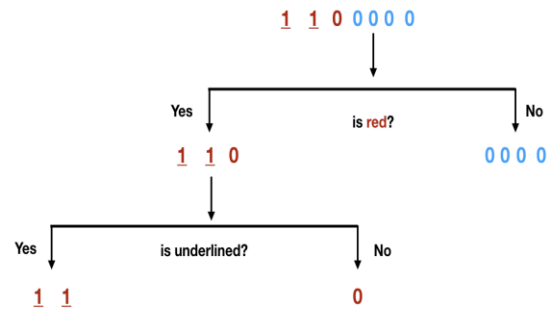 1 1 0 0 0 0 0
Yes
is red?
No
1 1 0
0 0 0 0
Yes
is underlined?
No
1 1
0